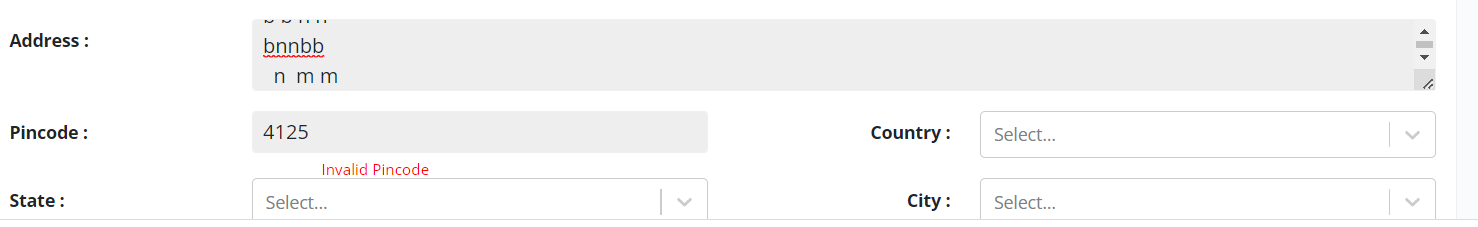 Address :
bnnbb
n m m
Pincode :
4125
Country :
Select...
Invalid Pincode
State :
Select...
City :
Select...